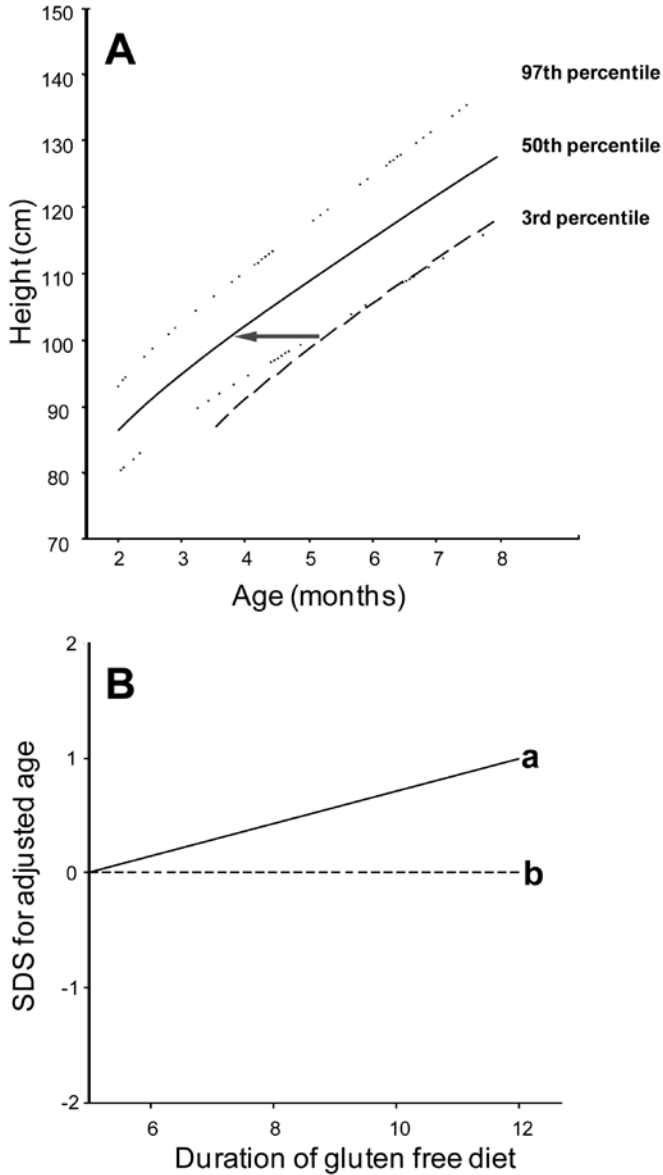 A
150
140
130
120
110
100
90
80
70
Height (cm)
97th percentile
50th percentile
3rd percentile
2 3 4 5 6 7 8
Age (months)
B
2
1
0
-1
-2
SDS for adjusted age
a
b
6 8 10 12
Duration of gluten free diet